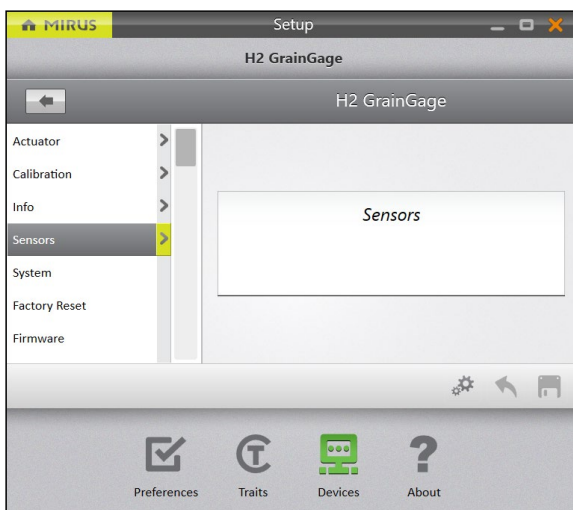 MIRUS
Setup
H2 GrainGage
H2 GrainGage
Actuator
Calibration
Info
Sensors
System
Factory Reset
Firmware
Sensors
Preferences
Traits
Devices
About